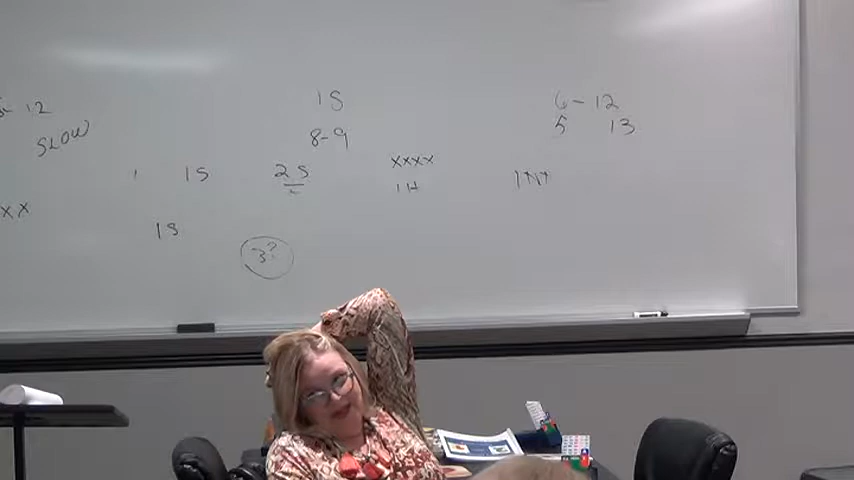 12
SLOW
XX
1S
8-9
6-12
5 13
1 1S
2S
XXXX
1H
1NT
1S
3?